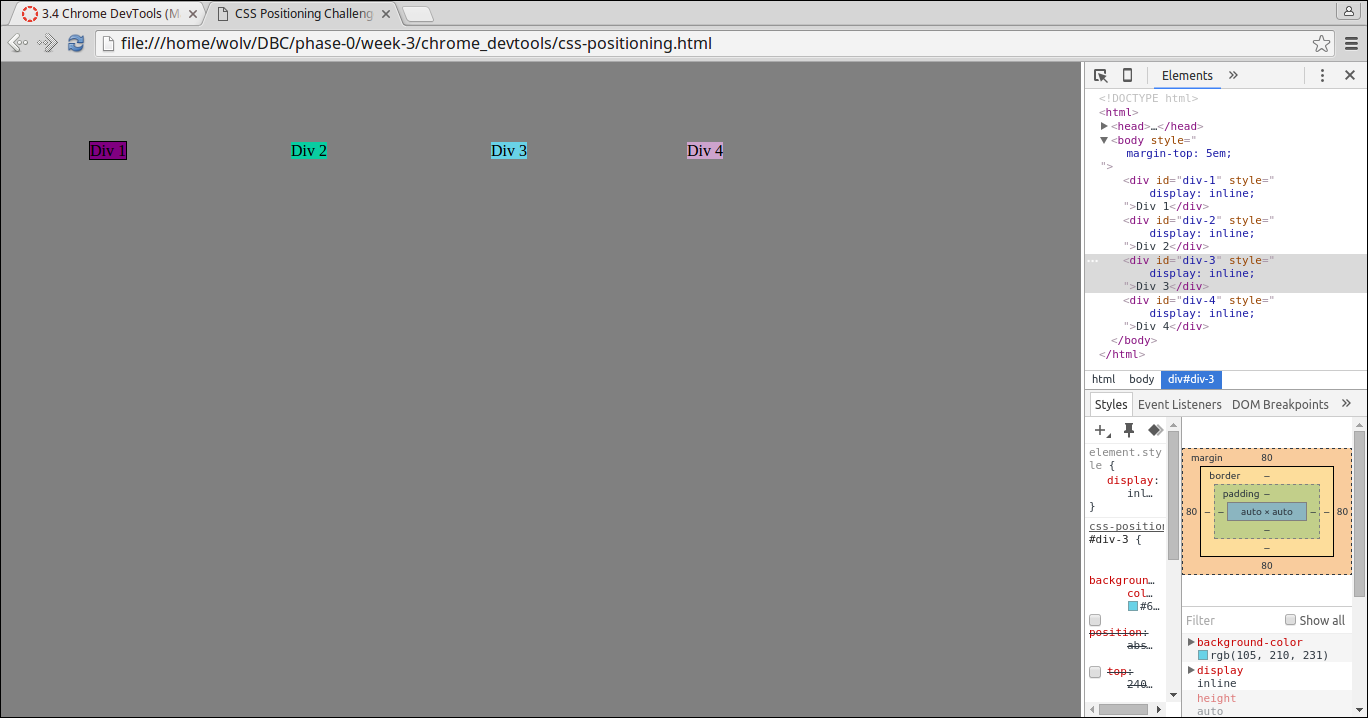 3.4 Chrome DevTools (M
CSS Positioning Challeng
file:///home/wolv/DBC/phase-0/week-3/chrome_devtools/css-positioning.html
Div 1 Div 2 Div 3 Div 4
Elements »
<!DOCTYPE html>
<html>
<head>…</head>
<body style="
margin-top: 5em;
">
<div id="div-1" style="
display: inline;
">Div 1</div>
<div id="div-2" style="
display: inline;
">Div 2</div>
<div id="div-3" style="
display: inline;
">Div 3</div>
<div id="div-4" style="
display: inline;
">Div 4</div>
</body>
</html>
html body div#div-3
Styles Event Listeners DOM Breakpoints »
element.sty
le {
display:
inl…
}
css-position
#div-3 {
backgroun…
col…
#6…
position:
abs…
top:
240…
margin 80
border –
padding –
80 – – auto × auto – – 80
–
–
80
Filter Show all
background-color
rgb(105, 210, 231)
display
inline
height
auto